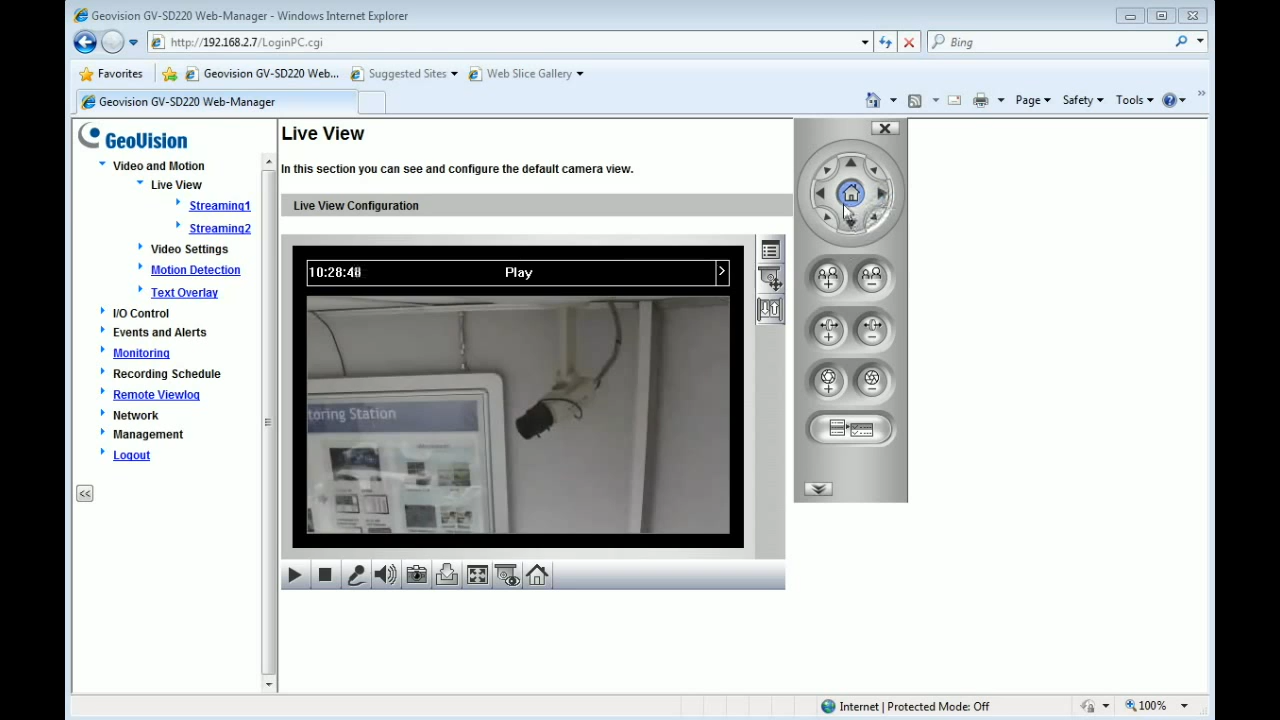 Geovision GV-SD220 Web-Manager - Windows Internet Explorer
http://192.168.2.7/LoginPC.cgi
Bing
Favorites
Geovision GV-SD220 Web...
Suggested Sites
Web Slice Gallery
Geovision GV-SD220 Web-Manager
Page
Safety
Tools
GeoVision
Video and Motion
Live View
Streaming1
Streaming2
Video Settings
Motion Detection
Text Overlay
I/O Control
Events and Alerts
Monitoring
Recording Schedule
Remote Viewlog
Network
Management
Logout
<<
Live View
In this section you can see and configure the default camera view.
Live View Configuration
10:28:48 Play >
toring Station
Internet | Protected Mode: Off
100%